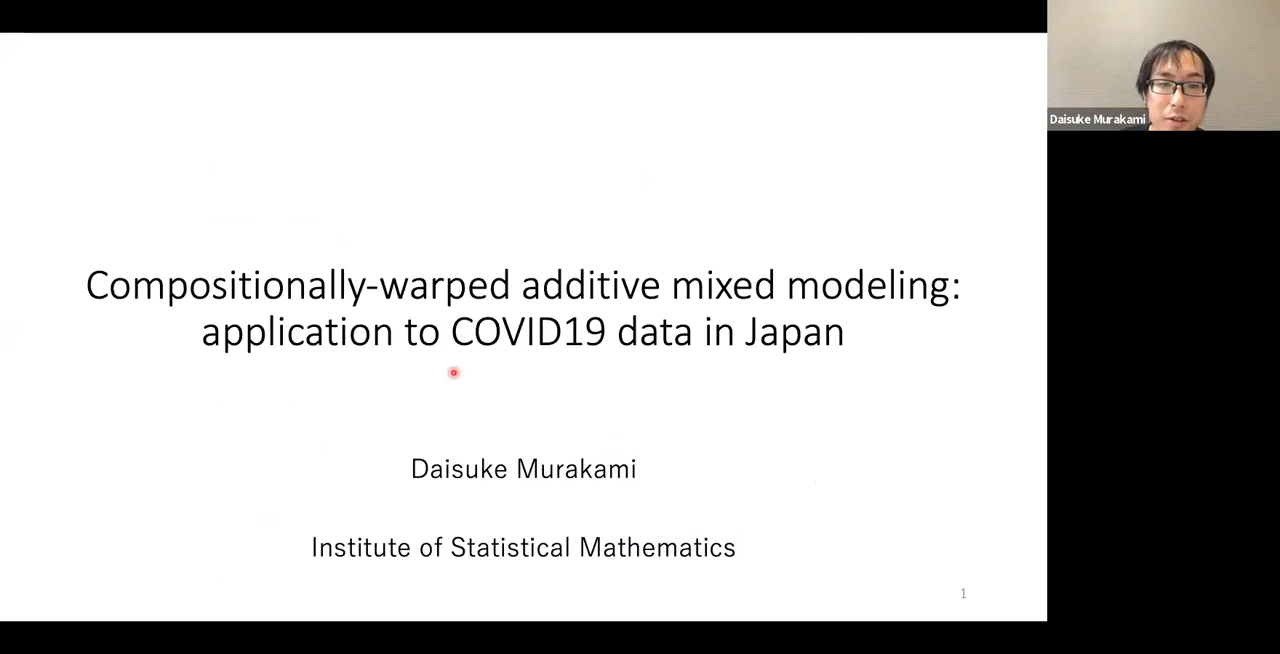 Compositionally-warped additive mixed modeling:
application to COVID19 data in Japan
Daisuke Murakami
Institute of Statistical Mathematics
1
Daisuke Murakami